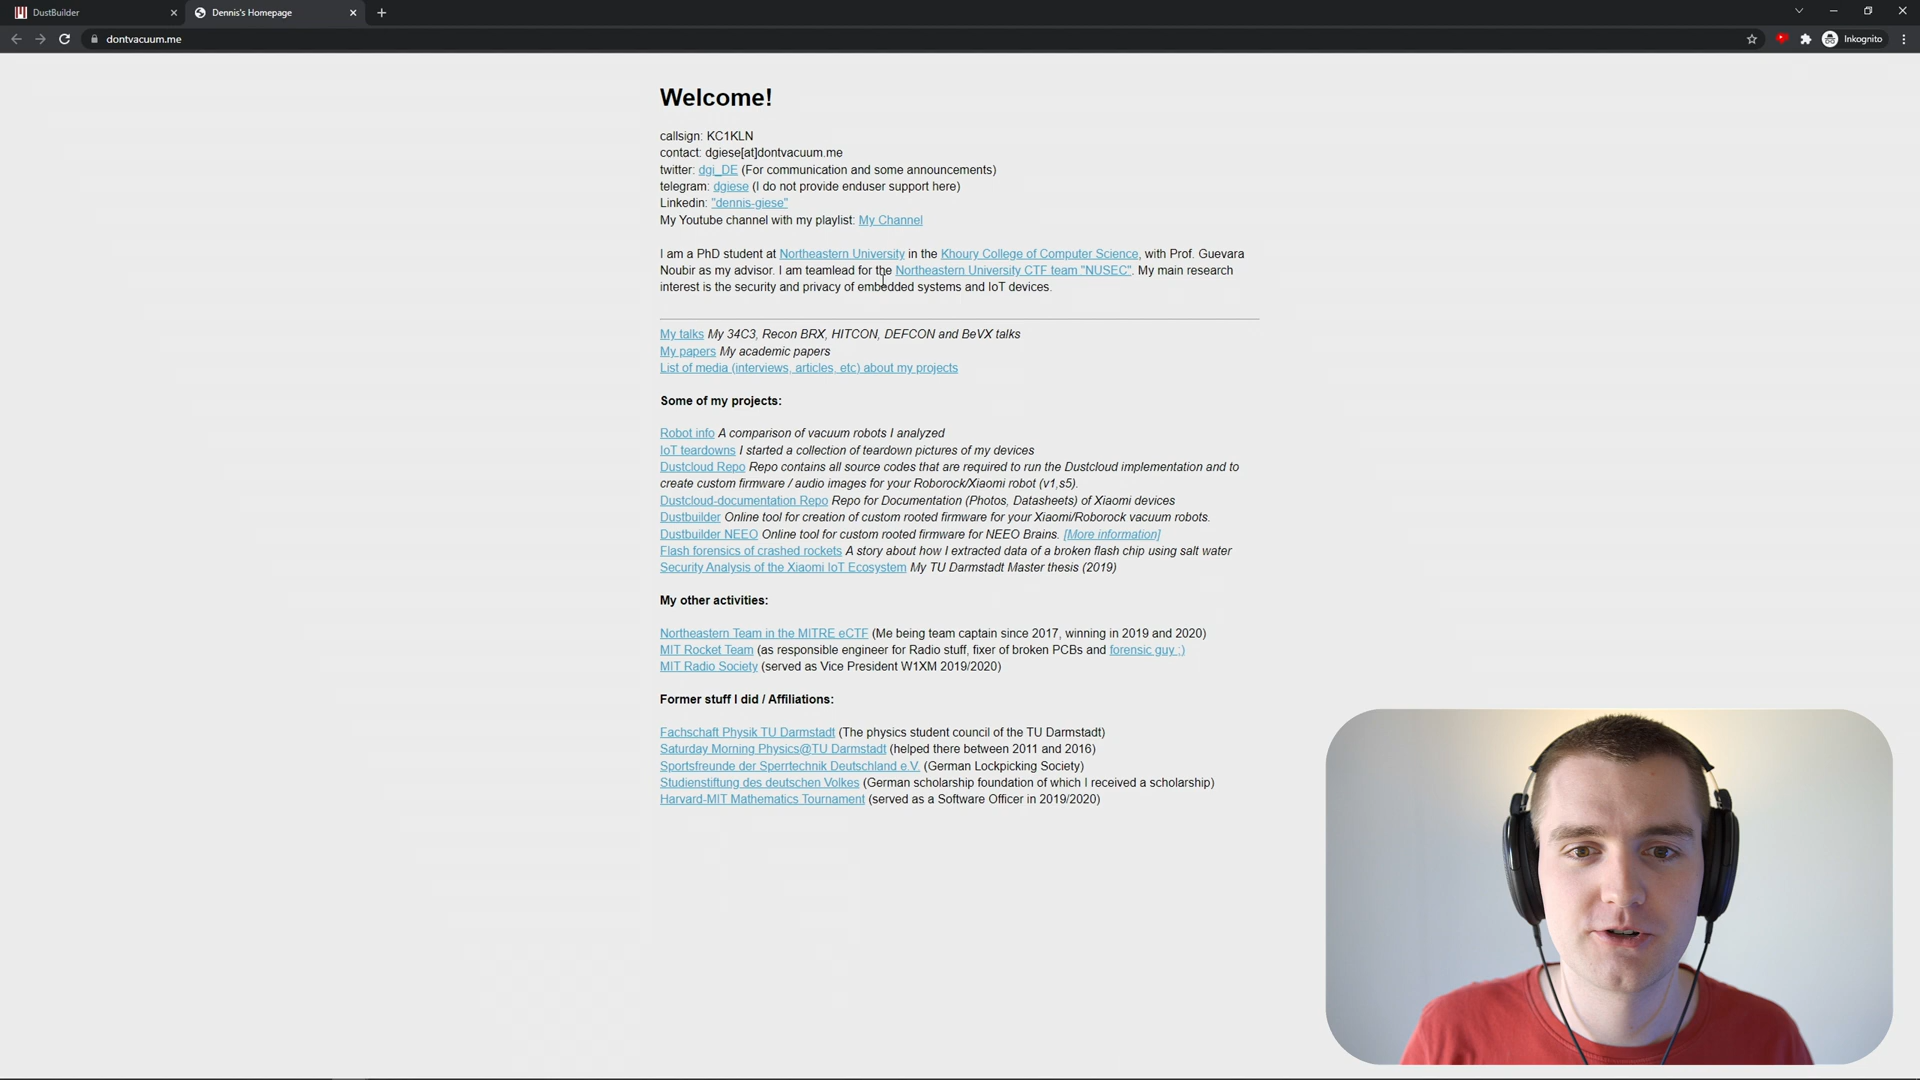 DustBuilder
Dennis's Homepage
dontvacuum.me
Inkognito
Welcome!
callsign: KC1KLN
contact: dgiese[at]dontvacuum.me
twitter: dgi_DE (For communication and some announcements)
telegram: dgiese (I do not provide enduser support here)
Linkedin: "dennis-giese"
My Youtube channel with my playlist: My Channel
I am a PhD student at Northeastern University in the Khoury College of Computer Science, with Prof. Guevara
Noubir as my advisor. I am teamlead for the Northeastern University CTF team "NUSEC". My main research
interest is the security and privacy of embedded systems and IoT devices.
My talks My 34C3, Recon BRX, HITCON, DEFCON and BeVX talks
My papers My academic papers
List of media (interviews, articles, etc) about my projects
Some of my projects:
Robot info A comparison of vacuum robots I analyzed
IoT teardowns I started a collection of teardown pictures of my devices
Dustcloud Repo Repo contains all source codes that are required to run the Dustcloud implementation and to
create custom firmware / audio images for your Roborock/Xiaomi robot (v1,s5).
Dustcloud-documentation Repo Repo for Documentation (Photos, Datasheets) of Xiaomi devices
Dustbuilder Online tool for creation of custom rooted firmware for your Xiaomi/Roborock vacuum robots.
Dustbuilder NEEO Online tool for custom rooted firmware for NEEO Brains. [More information]
Flash forensics of crashed rockets A story about how I extracted data of a broken flash chip using salt water
Security Analysis of the Xiaomi IoT Ecosystem My TU Darmstadt Master thesis (2019)
My other activities:
Northeastern Team in the MITRE eCTF (Me being team captain since 2017, winning in 2019 and 2020)
MIT Rocket Team (as responsible engineer for Radio stuff, fixer of broken PCBs and forensic guy ;)
MIT Radio Society (served as Vice President W1XM 2019/2020)
Former stuff I did / Affiliations:
Fachschaft Physik TU Darmstadt (The physics student council of the TU Darmstadt)
Saturday Morning Physics@TU Darmstadt (helped there between 2011 and 2016)
Sportsfreunde der Sperrtechnik Deutschland e.V. (German Lockpicking Society)
Studienstiftung des deutschen Volkes (German scholarship foundation of which I received a scholarship)
Harvard-MIT Mathematics Tournament (served as a Software Officer in 2019/2020)